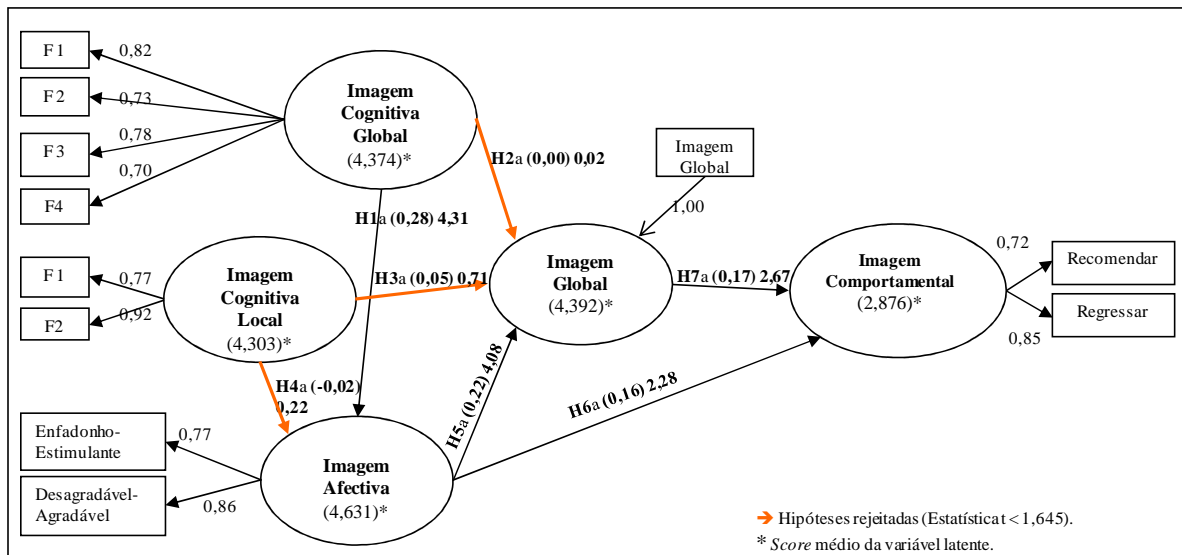 F1
0,82
F2
0,73
F3
0,78
F4
0,70
Imagem
Cognitiva
Global
(4,374)*
H2a (0,00) 0,02
Imagem
Global
1,00
H1a (0,28) 4,31
F1
0,77
F2
0,92
Imagem
Cognitiva
Local
(4,303)*
H3a (0,05) 0,71
Imagem
Global
(4,392)*
H7a (0,17) 2,67
Imagem
Comportamental
(2,876)*
0,72
Recomendar
Regressar
0,85
H4a (-0,02)
0,22
H5a (0,22) 4,08
H6a (0,16) 2,28
Enfadonho-
Estimulante
0,77
Desagradável-
Agradável
0,86
Imagem
Afectiva
(4,631)*
➔ Hipóteses rejeitadas (Estatística t < 1,645).
* Score médio da variável latente.